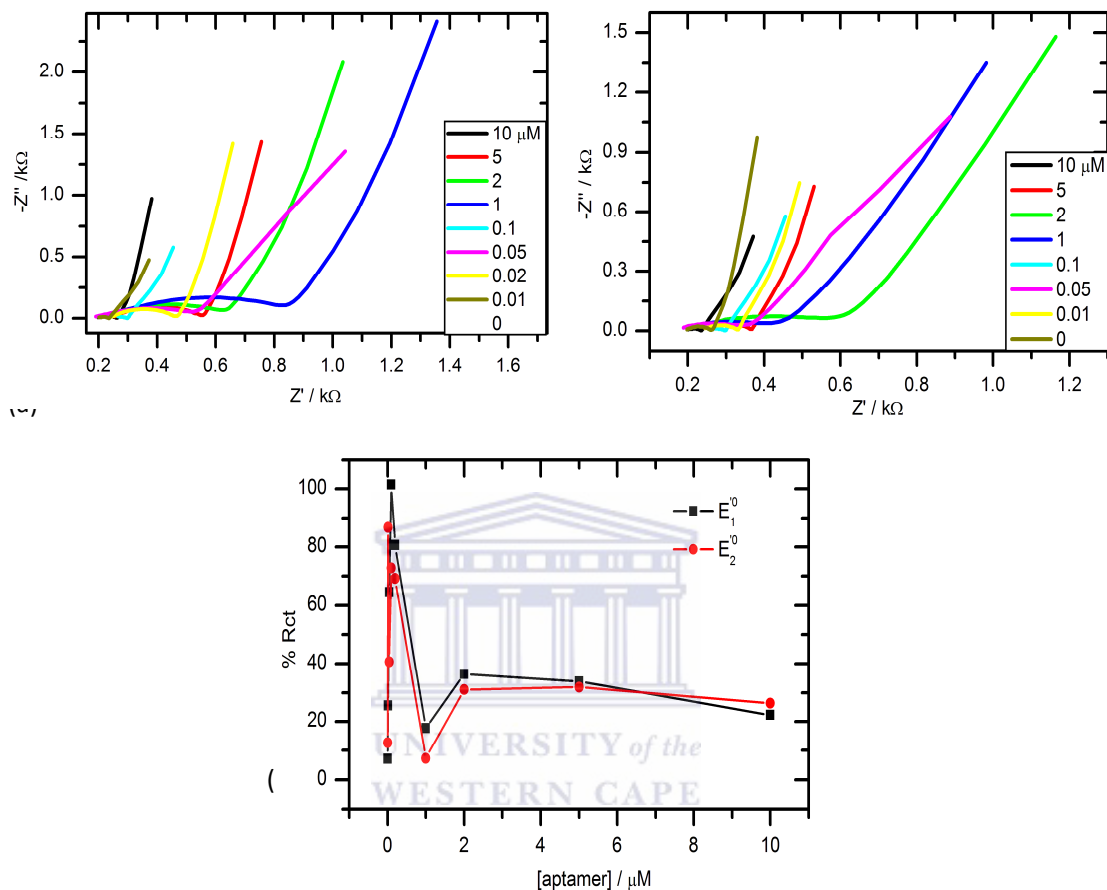 2.0
1.5
1.0
0.5
0.0
-Z'' /kΩ
0.2 0.4 0.6 0.8 1.0 1.2 1.4 1.6
Z' / kΩ
10 μM
5
2
1
0.1
0.05
0.02
0.01
0
1.5
1.2
0.9
0.6
0.3
0.0
-Z'' / kΩ
0.2 0.4 0.6 0.8 1.0 1.2
Z' / kΩ
10 μM
5
2
1
0.1
0.05
0.01
0
100
80
60
40
20
0
% Rct
E₁'⁰
E₂'⁰
UNIVERSITY of the
WESTERN CAPE
(
0 2 4 6 8 10
[aptamer] / μM